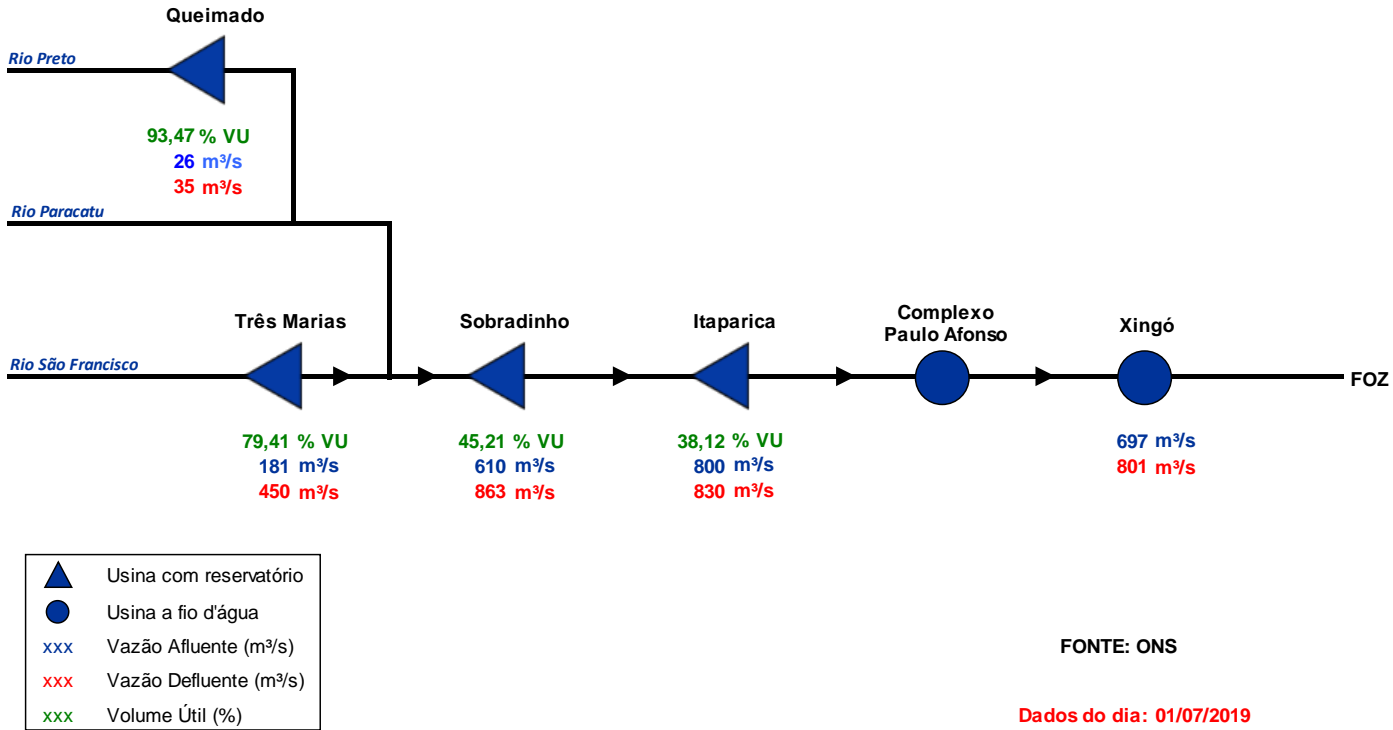 Queimado
Rio Preto
93,47 % VU
26 m³/s
35 m³/s
Rio Paracatu
Três Marias
Sobradinho
Itaparica
Complexo
Paulo Afonso
Xingó
Rio São Francisco
FOZ
79,41 % VU
181 m³/s
450 m³/s
45,21 % VU
610 m³/s
863 m³/s
38,12 % VU
800 m³/s
830 m³/s
697 m³/s
801 m³/s
Usina com reservatório
Usina a fio d'água
xxx Vazão Afluente (m³/s)
xxx Vazão Defluente (m³/s)
xxx Volume Útil (%)
FONTE: ONS
Dados do dia: 01/07/2019